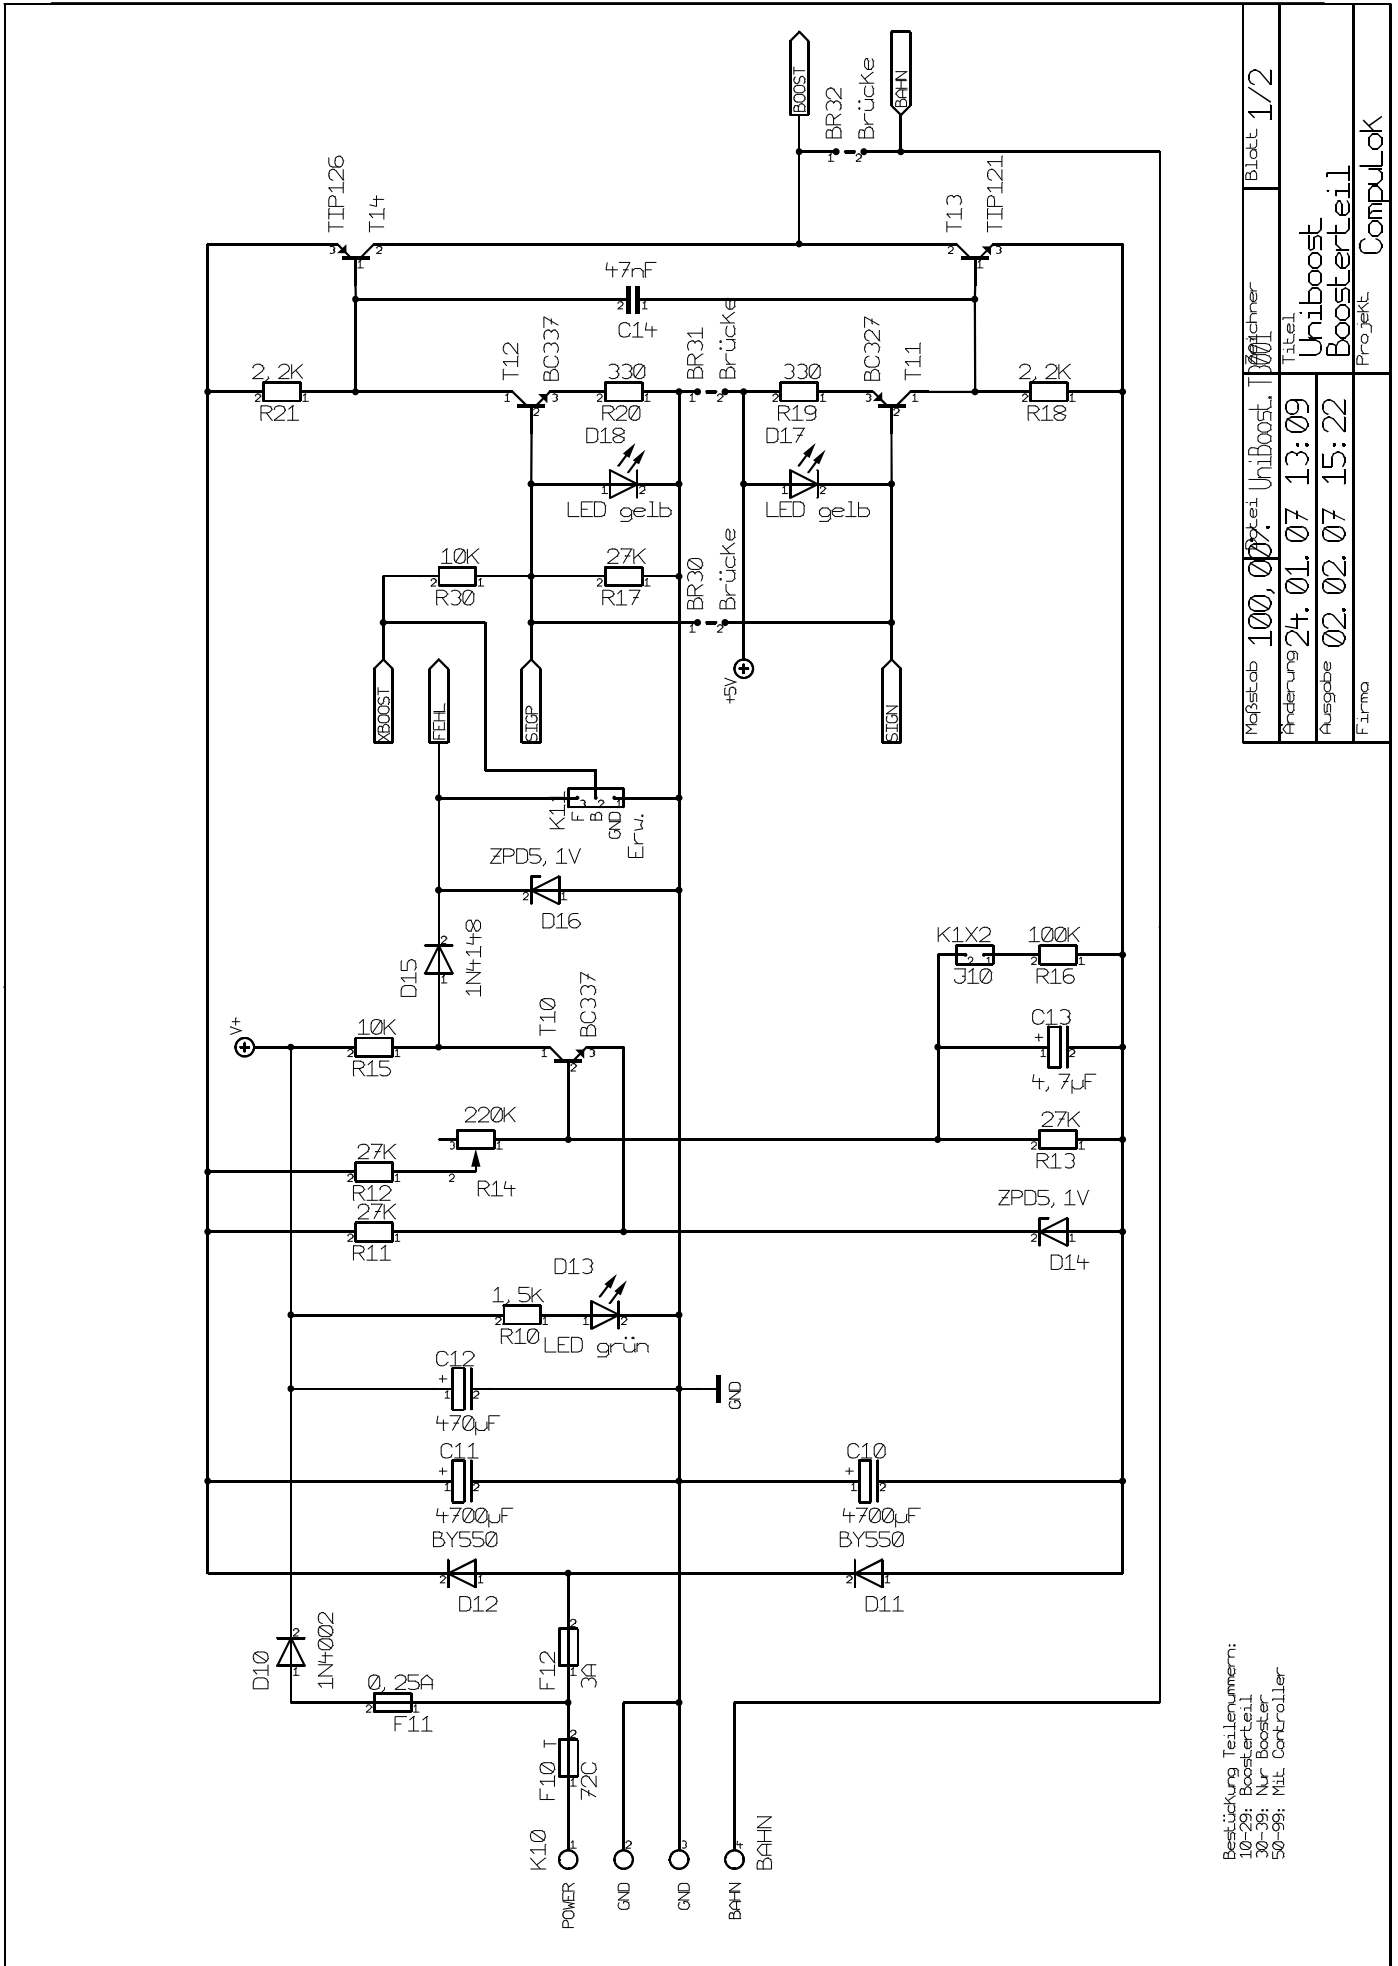 BOOST
BR32
Brücke
BAHN
TIP126
T14
T13
TIP121
47nF
C14
2,2K
R21
T12
BC337
330
R20
BR31
Brücke
330
R19
BC327
T11
2,2K
R18
D18
LED gelb
D17
LED gelb
10K
R30
27K
R17
BR30
Brücke
XBOOST
FEHL
SIGP
+5V
SIGN
K11
F
B
GND
Erw.
ZPD5,1V
D16
D15
1N4148
K1X2
J10
100K
R16
V+
10K
R15
T10
BC337
C13
4,7µF
220K
R14
27K
R12
27K
R13
27K
R11
ZPD5,1V
D14
D13
1,5K
R10
LED grün
C12
470µF
GND
C11
4700µF
C10
4700µF
BY550
D12
BY550
D11
D10
1N4002
0,25A
F11
F12
3A
F10 T
72C
K10
POWER
GND
GND
BAHN
BAHN
Maßstab 100,00%
Datei UniBoost.T3001
Zeichner
Blatt 1/2
Änderung 24.01.07 13:09
Ausgabe 02.02.07 15:22
Titel
Uniboost
Boosterteil
Firma
Projekt CompuLoK
Bestückung Teilenummern:
10-29: Boosterteil
30-39: Nur Booster
50-99: Mit Controller